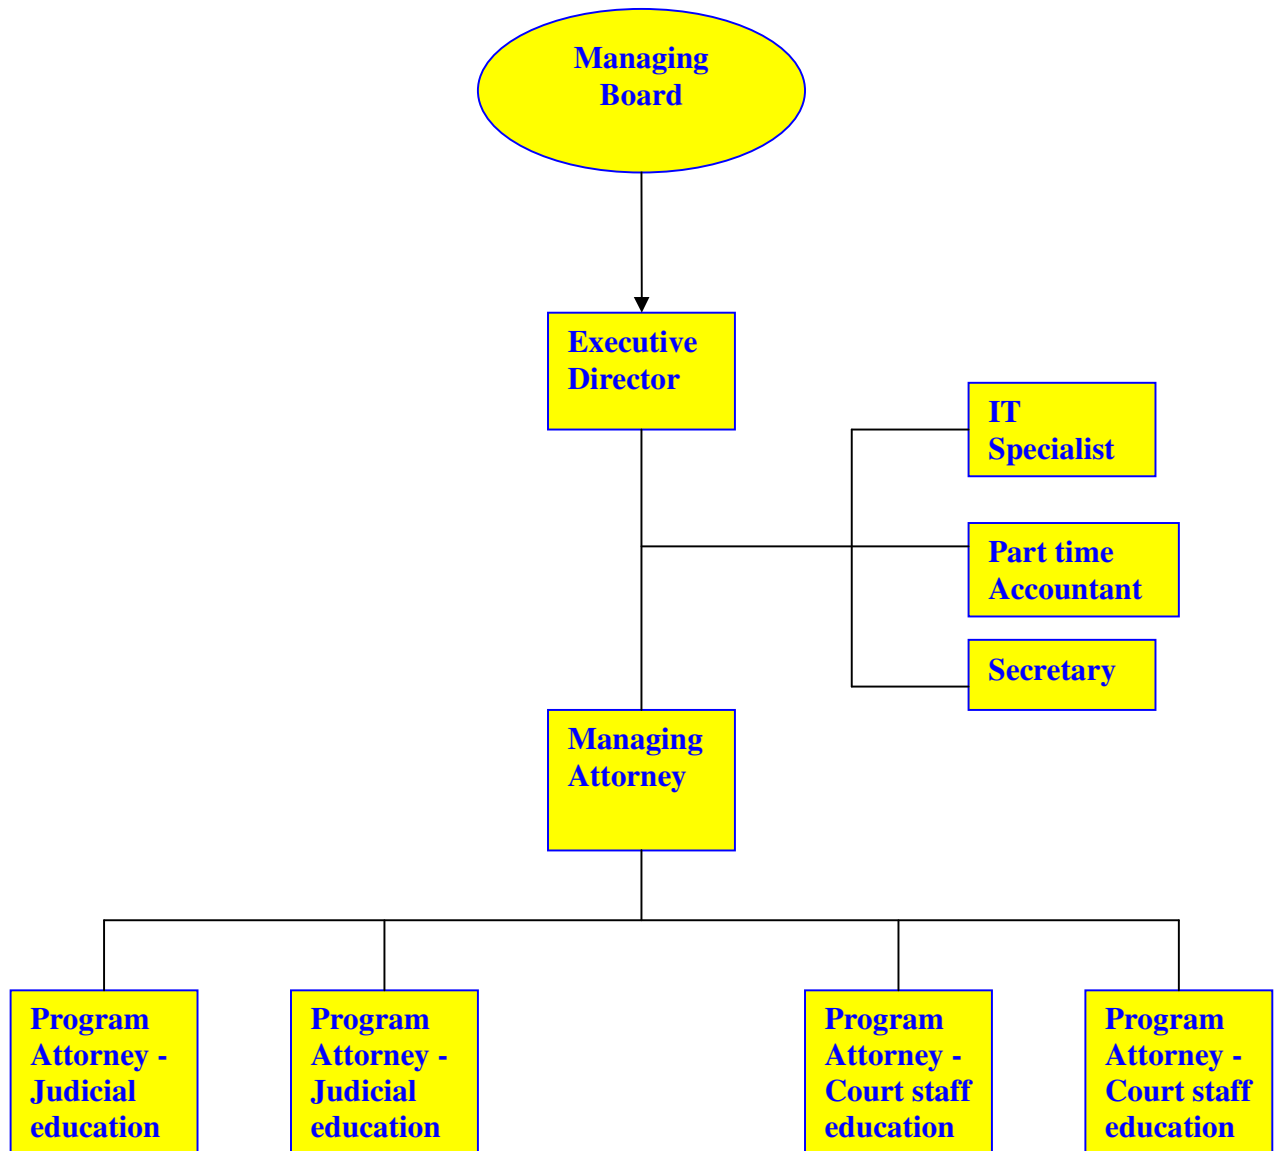 Managing
Board
Executive
Director
IT
Specialist
Part time
Accountant
Secretary
Managing
Attorney
Program
Attorney -
Judicial
education
Program
Attorney -
Judicial
education
Program
Attorney -
Court staff
education
Program
Attorney -
Court staff
education